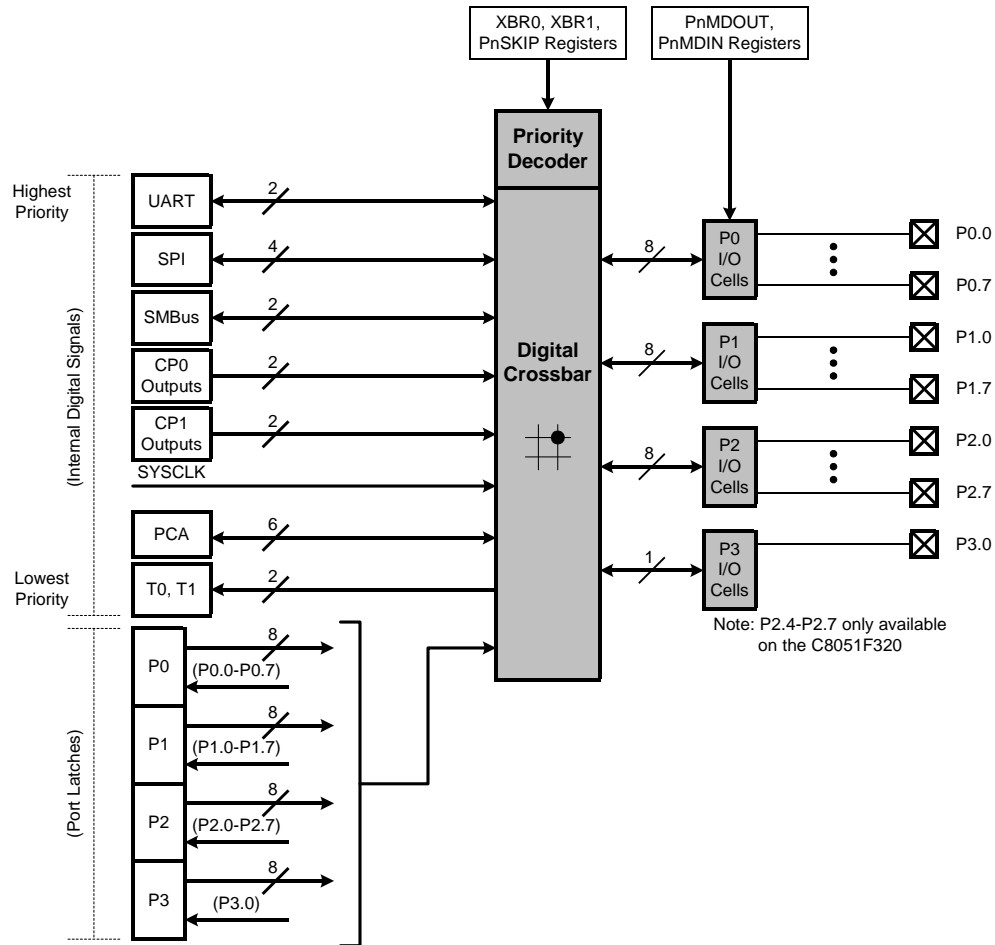 XBR0, XBR1,
PnSKIP Registers
PnMDOUT,
PnMDIN Registers
Priority
Decoder
Highest
Priority
UART
2
SPI
4
SMBus
2
CP0
Outputs
2
CP1
Outputs
2
SYSCLK
PCA
6
Lowest
Priority
T0, T1
2
(Internal Digital Signals)
Digital
Crossbar
8
P0
I/O
Cells
P0.0
P0.7
8
P1
I/O
Cells
P1.0
P1.7
8
P2
I/O
Cells
P2.0
P2.7
1
P3
I/O
Cells
P3.0
Note: P2.4-P2.7 only available
on the C8051F320
(Port Latches)
P0
8
(P0.0-P0.7)
P1
8
(P1.0-P1.7)
P2
8
(P2.0-P2.7)
P3
8
(P3.0)